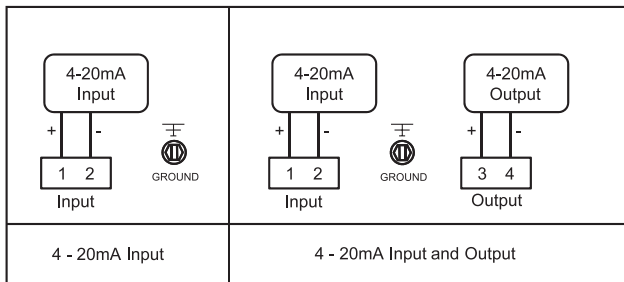 4-20mA
Input
+ -
1 2
Input
GROUND
4 - 20mA Input
4-20mA
Input
+ -
1 2
Input
GROUND
4-20mA
Output
+ -
3 4
Output
4 - 20mA Input and Output